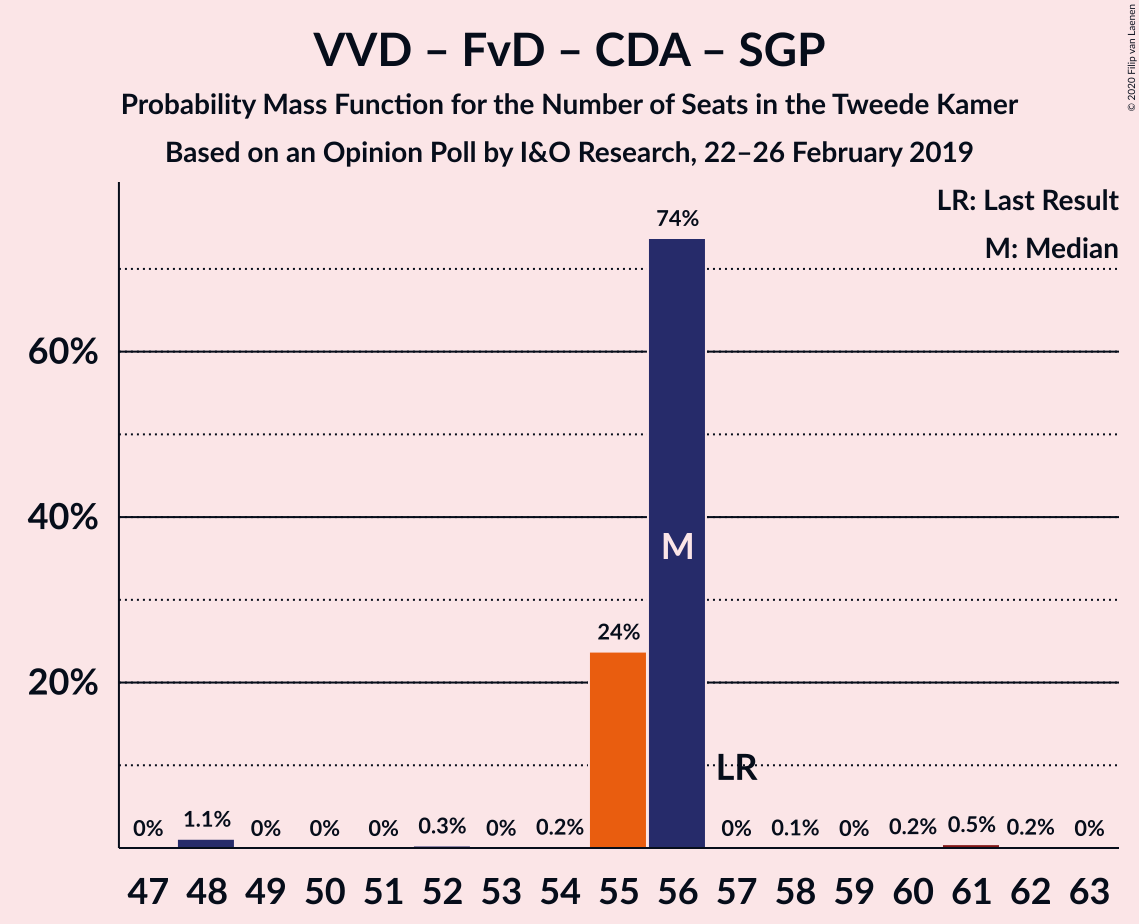 VVD – FvD – CDA – SGP
Probability Mass Function for the Number of Seats in the Tweede Kamer
Based on an Opinion Poll by I&O Research, 22–26 February 2019
© 2020 Filip van Laenen
LR: Last Result
M: Median
60%
40%
20%
0%
1.1%
0%
0%
0%
0.3%
0%
0.2%
24%
74%
M
LR
0%
0.1%
0%
0.2%
0.5%
0.2%
0%
47 48 49 50 51 52 53 54 55 56 57 58 59 60 61 62 63